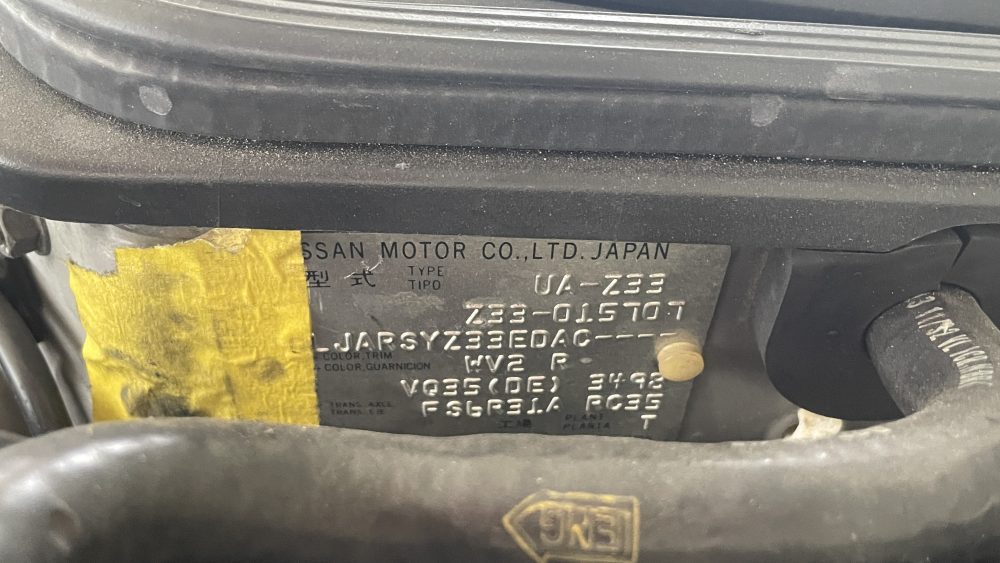 SSAN MOTOR CO.,LTD. JAPAN
型式 TYPE
TIPO
UA-Z33
Z33-015707
LJARSYZ33EDAC----
COLOR,TRIM
COLOR,GUARNICION
WV2 R
VQ35(DE) 3498
TRANS. AXLE
FS6R31A RC35
工場 PLANT
PLANTA
T
ENG